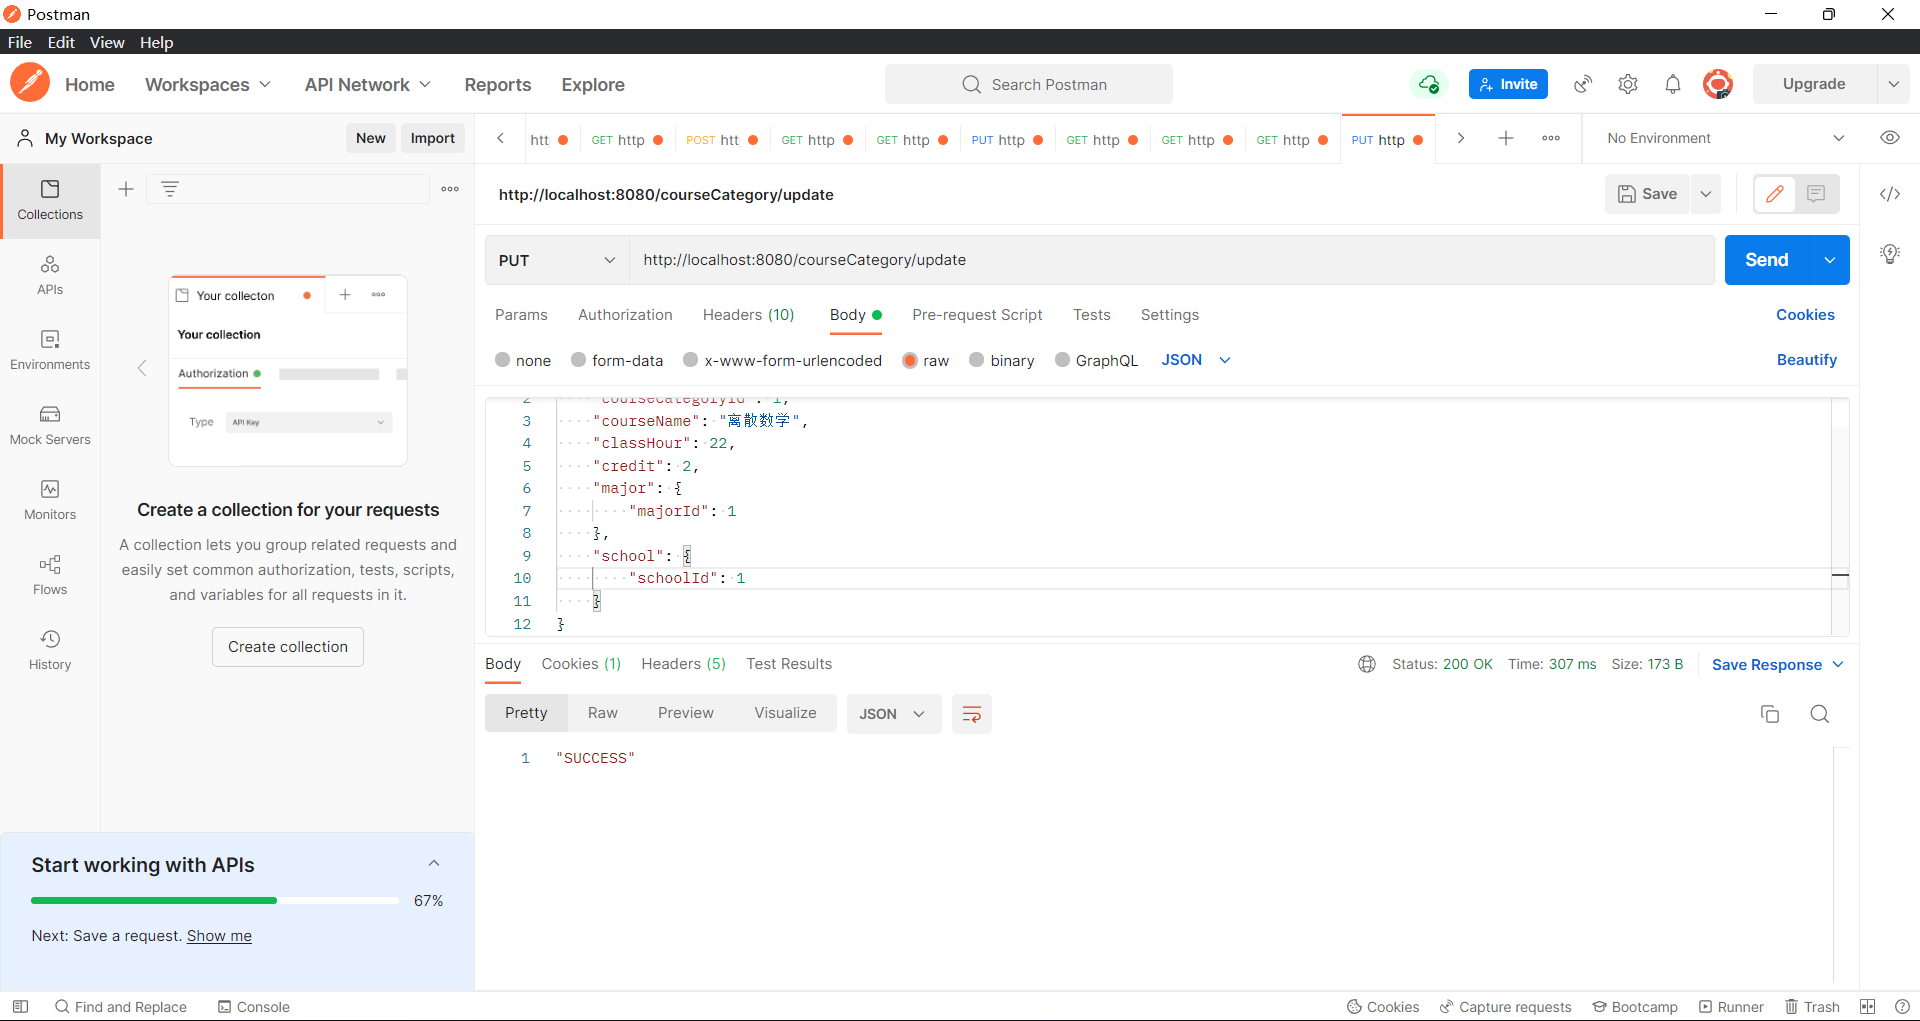 Postman
File Edit View Help
Home Workspaces API Network Reports Explore Search Postman Invite Upgrade
My Workspace New Import
htt GET http POST htt GET http GET http PUT http GET http GET http GET http PUT http No Environment
Collections
APIs
Environments
Mock Servers
Monitors
Flows
History
Your collecton
Your collection
Authorization
Type API Key
Create a collection for your requests
A collection lets you group related requests and
easily set common authorization, tests, scripts,
and variables for all requests in it.
Create collection
Start working with APIs
67%
Next: Save a request. Show me
http://localhost:8080/courseCategory/update Save
PUT http://localhost:8080/courseCategory/update Send
Params Authorization Headers (10) Body Pre-request Script Tests Settings Cookies
none form-data x-www-form-urlencoded raw binary GraphQL JSON Beautify
2 "courseCategoryId": 1,
3 "courseName": "离散数学",
4 "classHour": 22,
5 "credit": 2,
6 "major": {
7 "majorId": 1
8 },
9 "school": {
10 "schoolId": 1
11 }
12 }
Body Cookies (1) Headers (5) Test Results Status: 200 OK Time: 307 ms Size: 173 B Save Response
Pretty Raw Preview Visualize JSON
1 "SUCCESS"
Find and Replace Console Cookies Capture requests Bootcamp Runner Trash